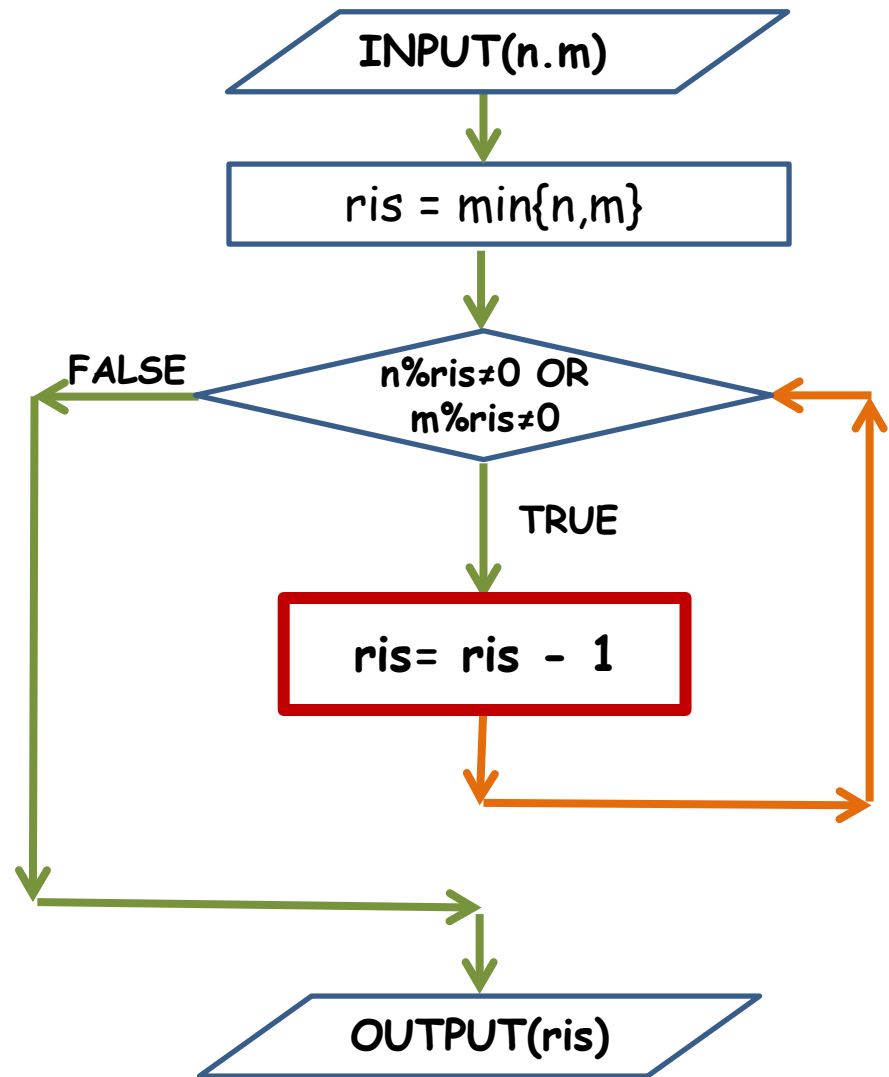 INPUT(n.m)
ris = min{n,m}
FALSE
n%ris≠0 OR
m%ris≠0
TRUE
ris= ris - 1
OUTPUT(ris)